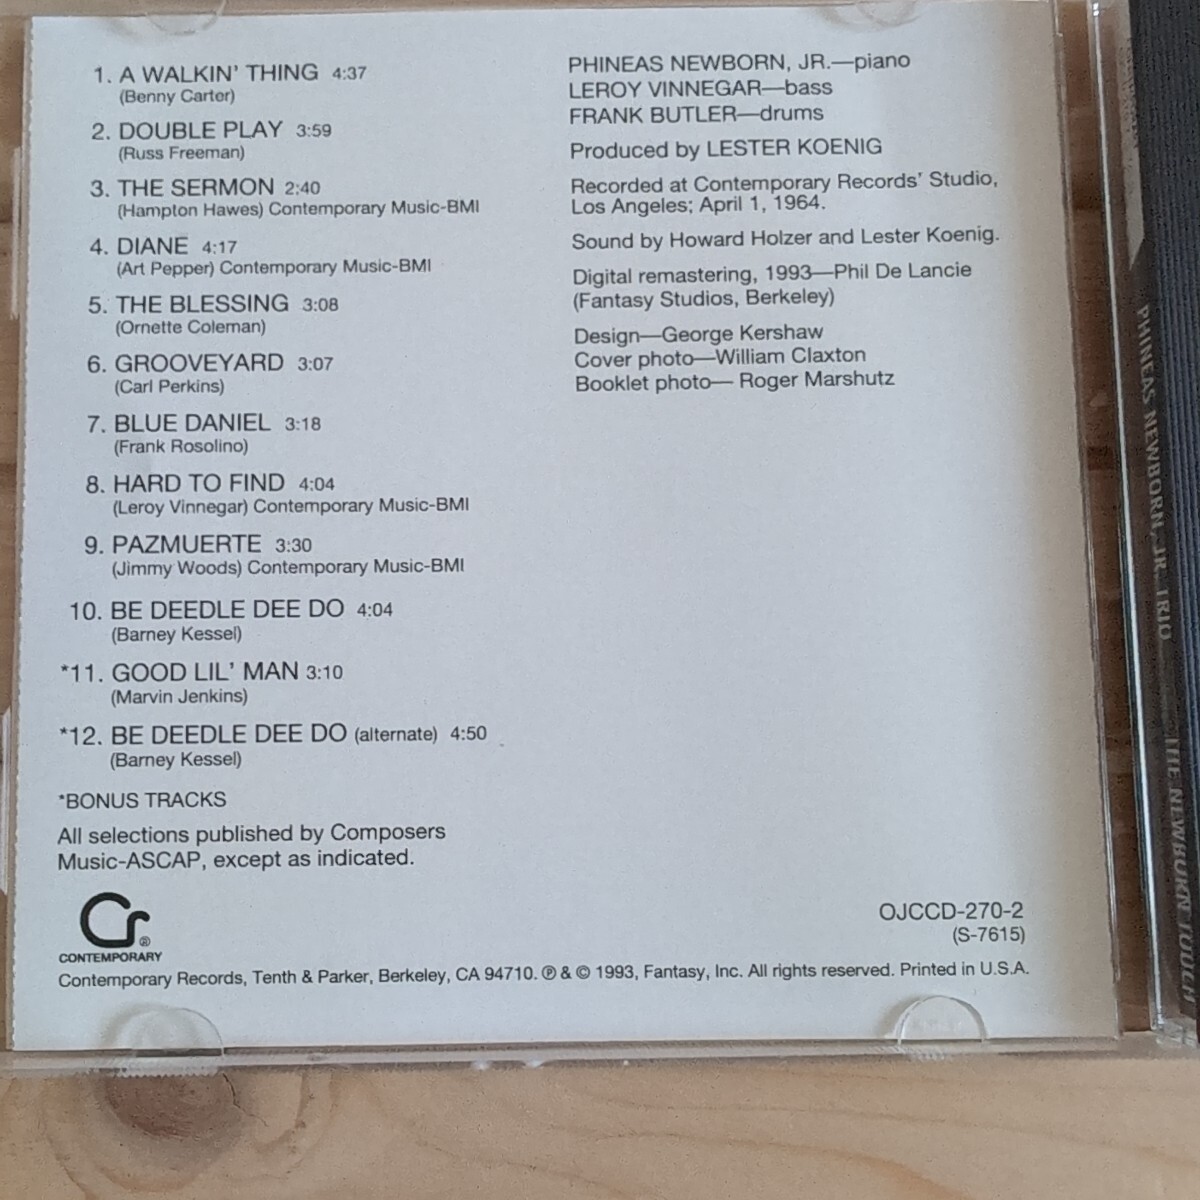 1. A WALKIN' THING 4:37
(Benny Carter)
2. DOUBLE PLAY 3:59
(Russ Freeman)
3. THE SERMON 2:40
(Hampton Hawes) Contemporary Music-BMI
4. DIANE 4:17
(Art Pepper) Contemporary Music-BMI
5. THE BLESSING 3:08
(Ornette Coleman)
6. GROOVEYARD 3:07
(Carl Perkins)
7. BLUE DANIEL 3:18
(Frank Rosolino)
8. HARD TO FIND 4:04
(Leroy Vinnegar) Contemporary Music-BMI
9. PAZMUERTE 3:30
(Jimmy Woods) Contemporary Music-BMI
10. BE DEEDLE DEE DO 4:04
(Barney Kessel)
*11. GOOD LIL' MAN 3:10
(Marvin Jenkins)
*12. BE DEEDLE DEE DO (alternate) 4:50
(Barney Kessel)
*BONUS TRACKS
All selections published by Composers
Music-ASCAP, except as indicated.
PHINEAS NEWBORN, JR.—piano
LEROY VINNEGAR—bass
FRANK BUTLER—drums
Produced by LESTER KOENIG
Recorded at Contemporary Records' Studio,
Los Angeles; April 1, 1964.
Sound by Howard Holzer and Lester Koenig.
Digital remastering, 1993—Phil De Lancie
(Fantasy Studios, Berkeley)
Design—George Kershaw
Cover photo—William Claxton
Booklet photo— Roger Marshutz
Cr®
CONTEMPORARY
OJCCD-270-2
(S-7615)
Contemporary Records, Tenth & Parker, Berkeley, CA 94710. ℗ & © 1993, Fantasy, Inc. All rights reserved. Printed in U.S.A.
PHINEAS NEWBORN, JR. TRIO THE NEWBORN TOUCH